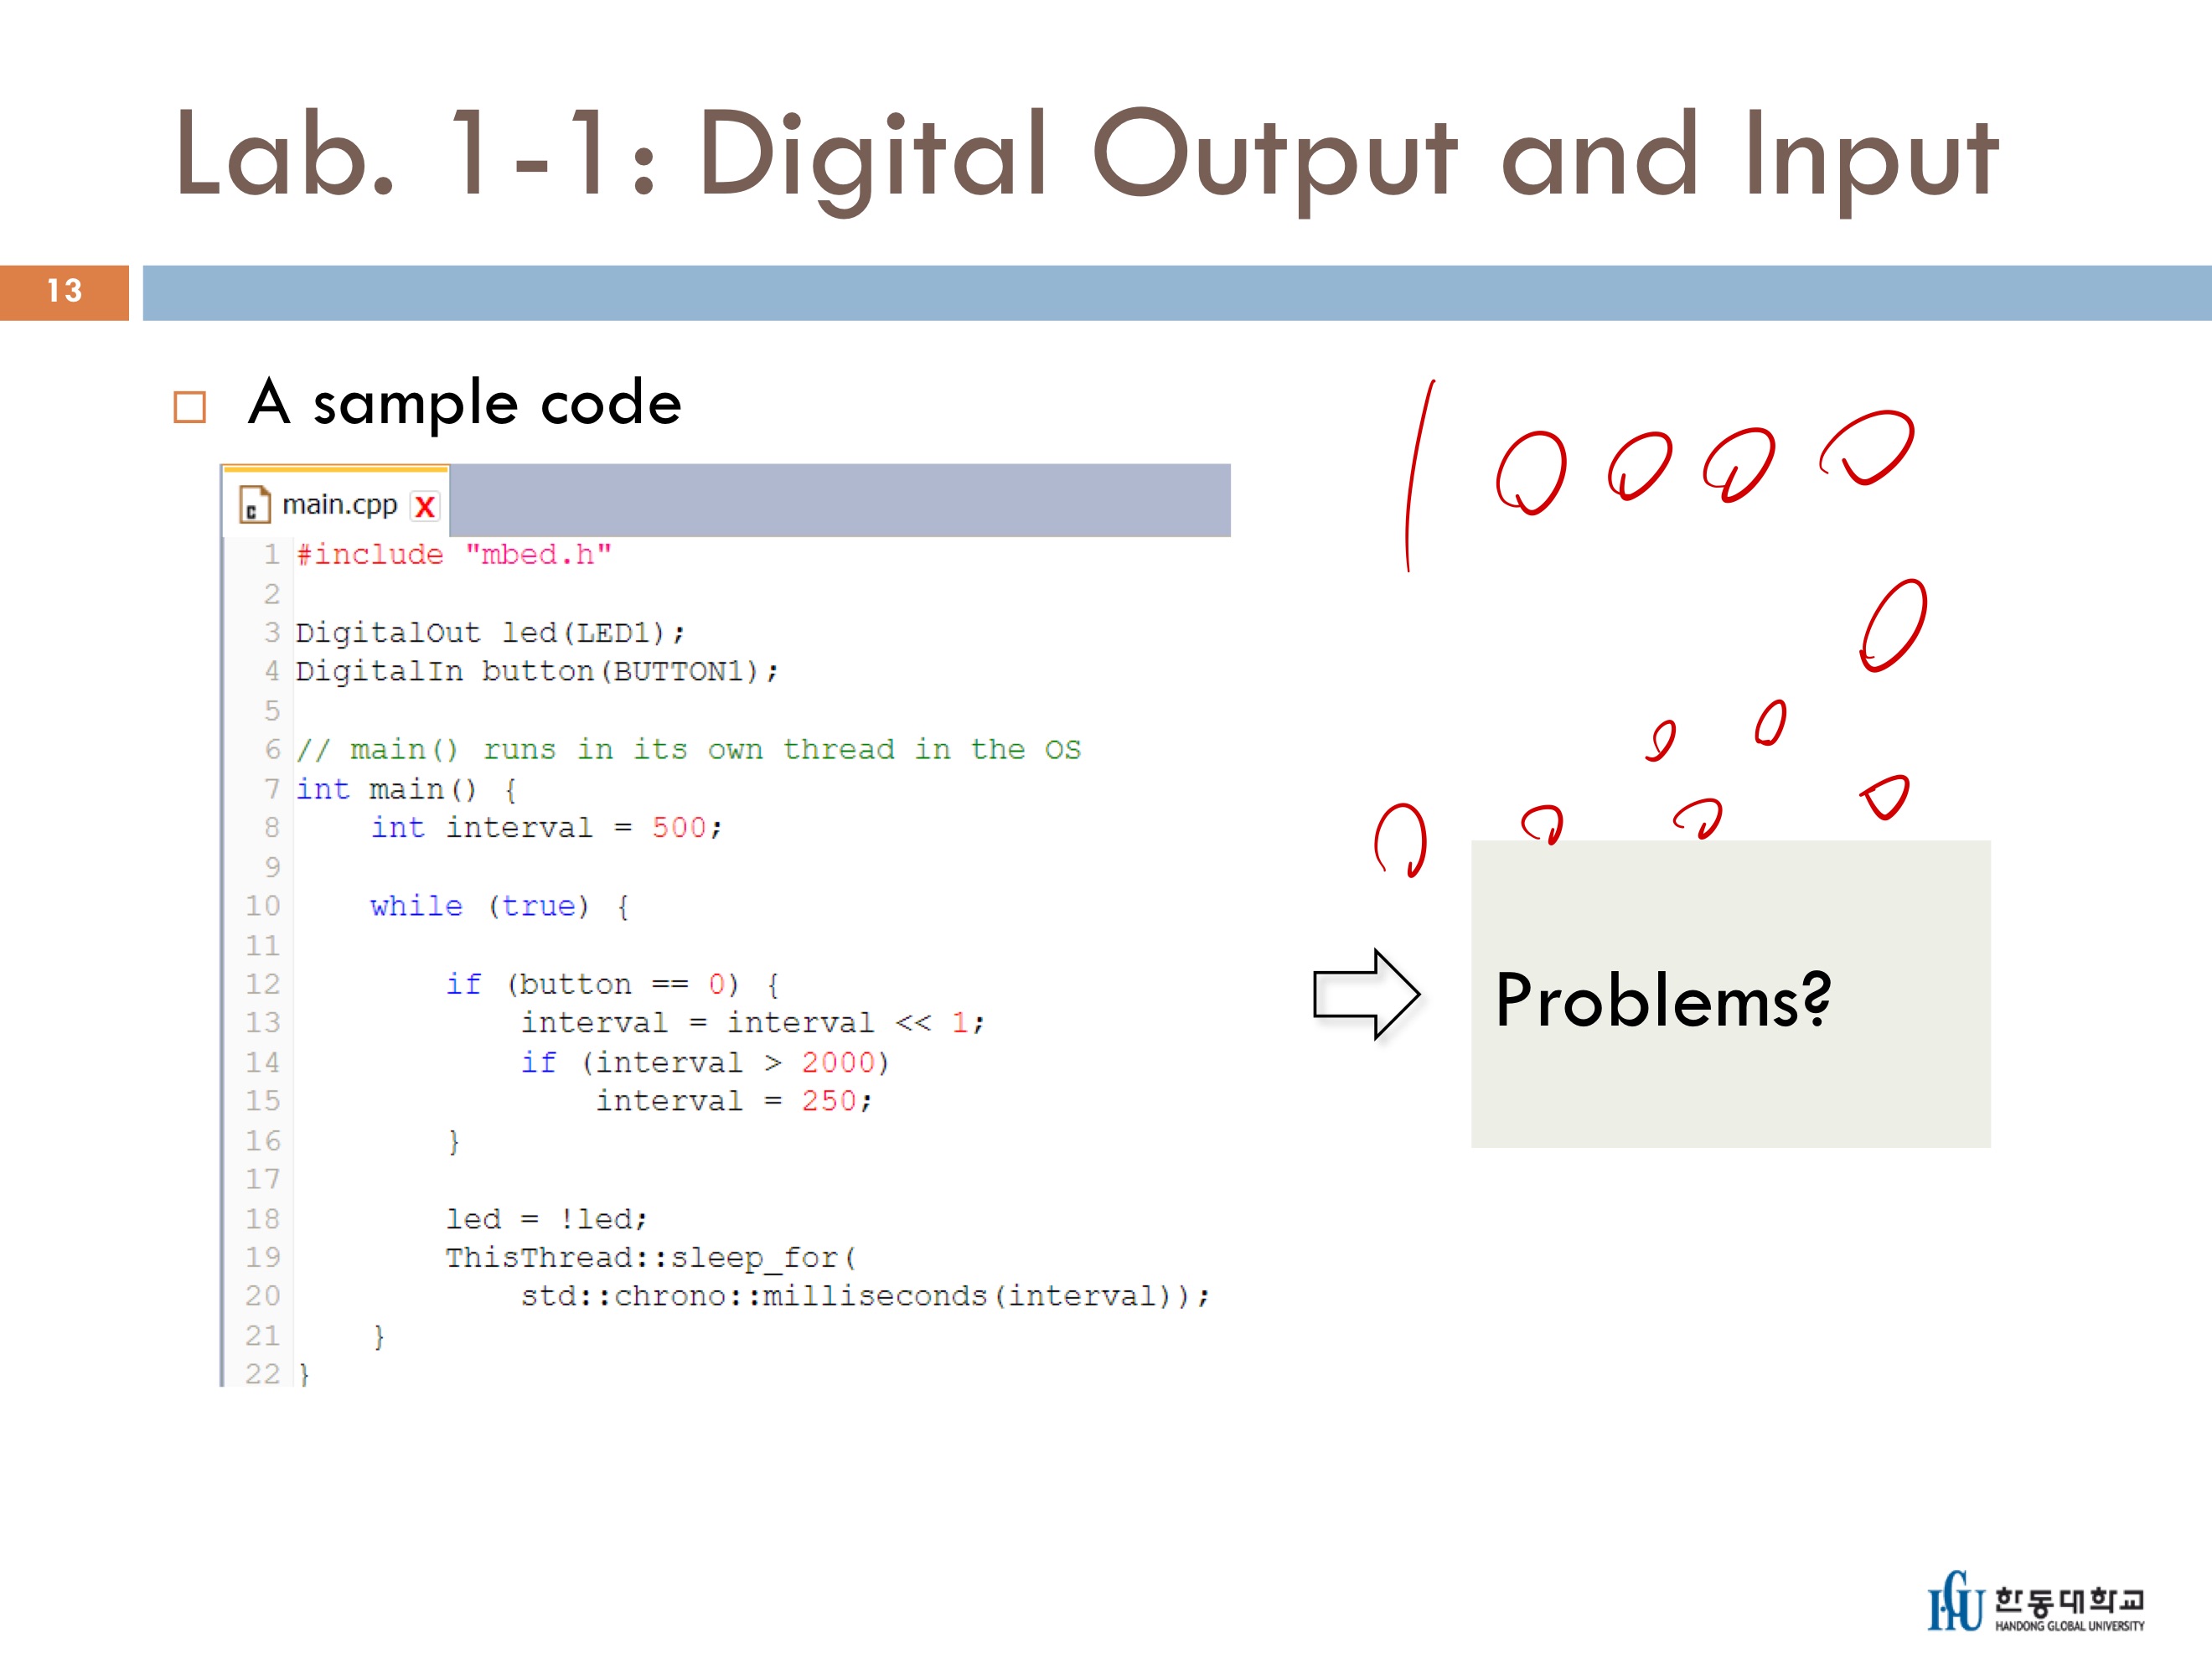 Lab. 1-1: Digital Output and Input
13
A sample code
main.cpp X
1 #include "mbed.h"
2
3 DigitalOut led(LED1);
4 DigitalIn button(BUTTON1);
5
6 // main() runs in its own thread in the OS
7 int main() {
8     int interval = 500;
9
10     while (true) {
11
12         if (button == 0) {
13             interval = interval << 1;
14             if (interval > 2000)
15                 interval = 250;
16         }
17
18         led = !led;
19         ThisThread::sleep_for(
20             std::chrono::milliseconds(interval));
21     }
22 }
1 0 0 0 0
0
0 0
0 0 0 0
Problems?
HGU 한동대학교
HANDONG GLOBAL UNIVERSITY